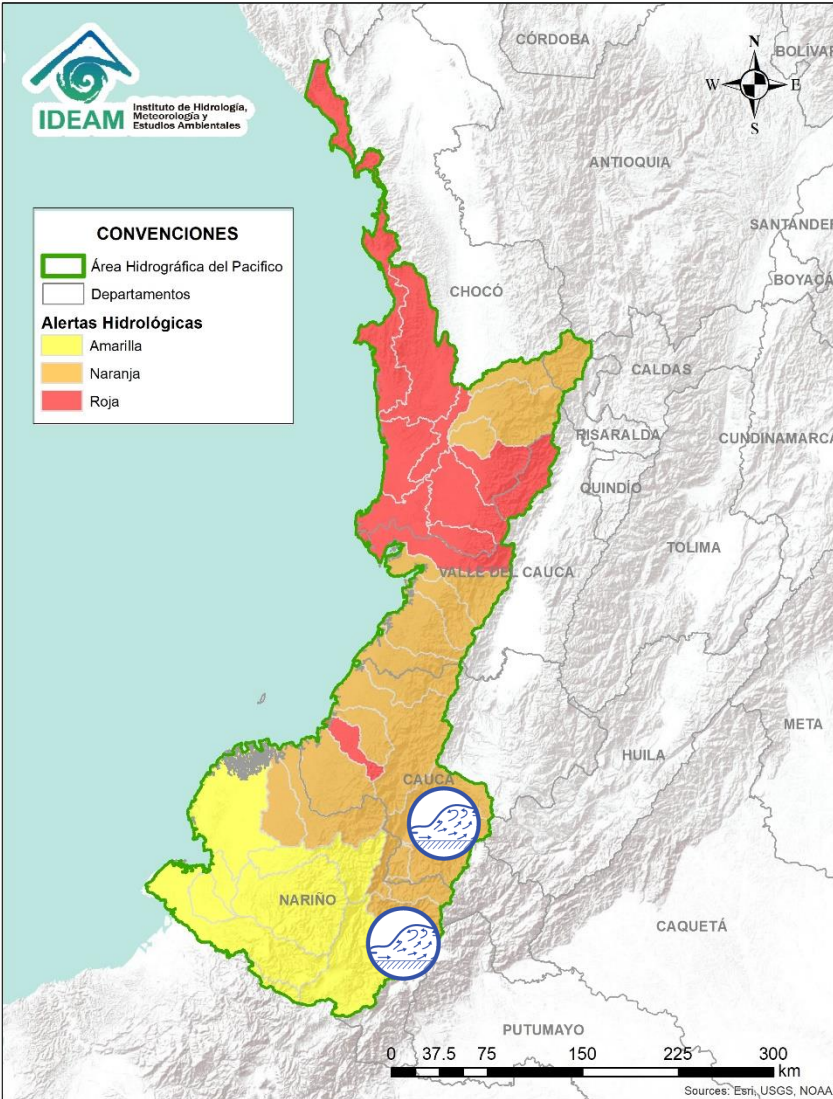 IDEAM
Instituto de Hidrología,
Meteorología y
Estudios Ambientales
N
W
E
S
CÓRDOBA
BOLÍVAR
ANTIOQUIA
SANTANDER
BOYACÁ
CHOCÓ
CALDAS
RISARALDA
CUNDINAMARCA
QUINDÍO
TOLIMA
VALLE DEL CAUCA
META
HUILA
CAUCA
NARIÑO
CAQUETÁ
PUTUMAYO
CONVENCIONES
Área Hidrográfica del Pacifico
Departamentos
Alertas Hidrológicas
Amarilla
Naranja
Roja
0 37.5 75 150 225 300
km
Sources: Esri, USGS, NOAA